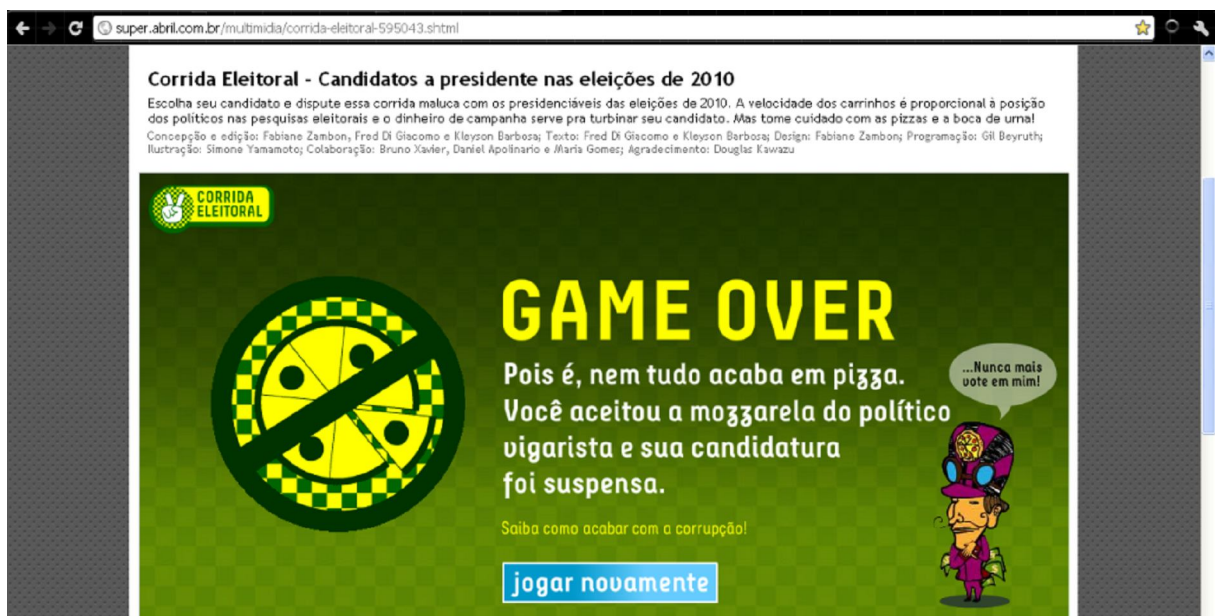 super.abril.com.br/multimidia/corrida-eleitoral-595043.shtml
Corrida Eleitoral - Candidatos a presidente nas eleições de 2010
Escolha seu candidato e dispute essa corrida maluca com os presidenciáveis das eleições de 2010. A velocidade dos carrinhos é proporcional à posição
dos políticos nas pesquisas eleitorais e o dinheiro de campanha serve pra turbinar seu candidato. Mas tome cuidado com as pizzas e a boca de urna!
Concepção e edição: Fabiano Zambon, Fred Di Giacomo e Kleyson Barbosa; Texto: Fred Di Giacomo e Kleyson Barbosa; Design: Fabiano Zambon; Programação: Gil Beyruth;
Ilustração: Simone Yamamoto; Colaboração: Bruno Xavier, Daniel Apolinario e Maria Gomes; Agradecimento: Douglas Kawazu
CORRIDA
ELEITORAL
GAME OVER
Pois é, nem tudo acaba em pizza.
Você aceitou a mozzarela do político
vigarista e sua candidatura
foi suspensa.
...Nunca mais
vote em mim!
Saiba como acabar com a corrupção!
jogar novamente